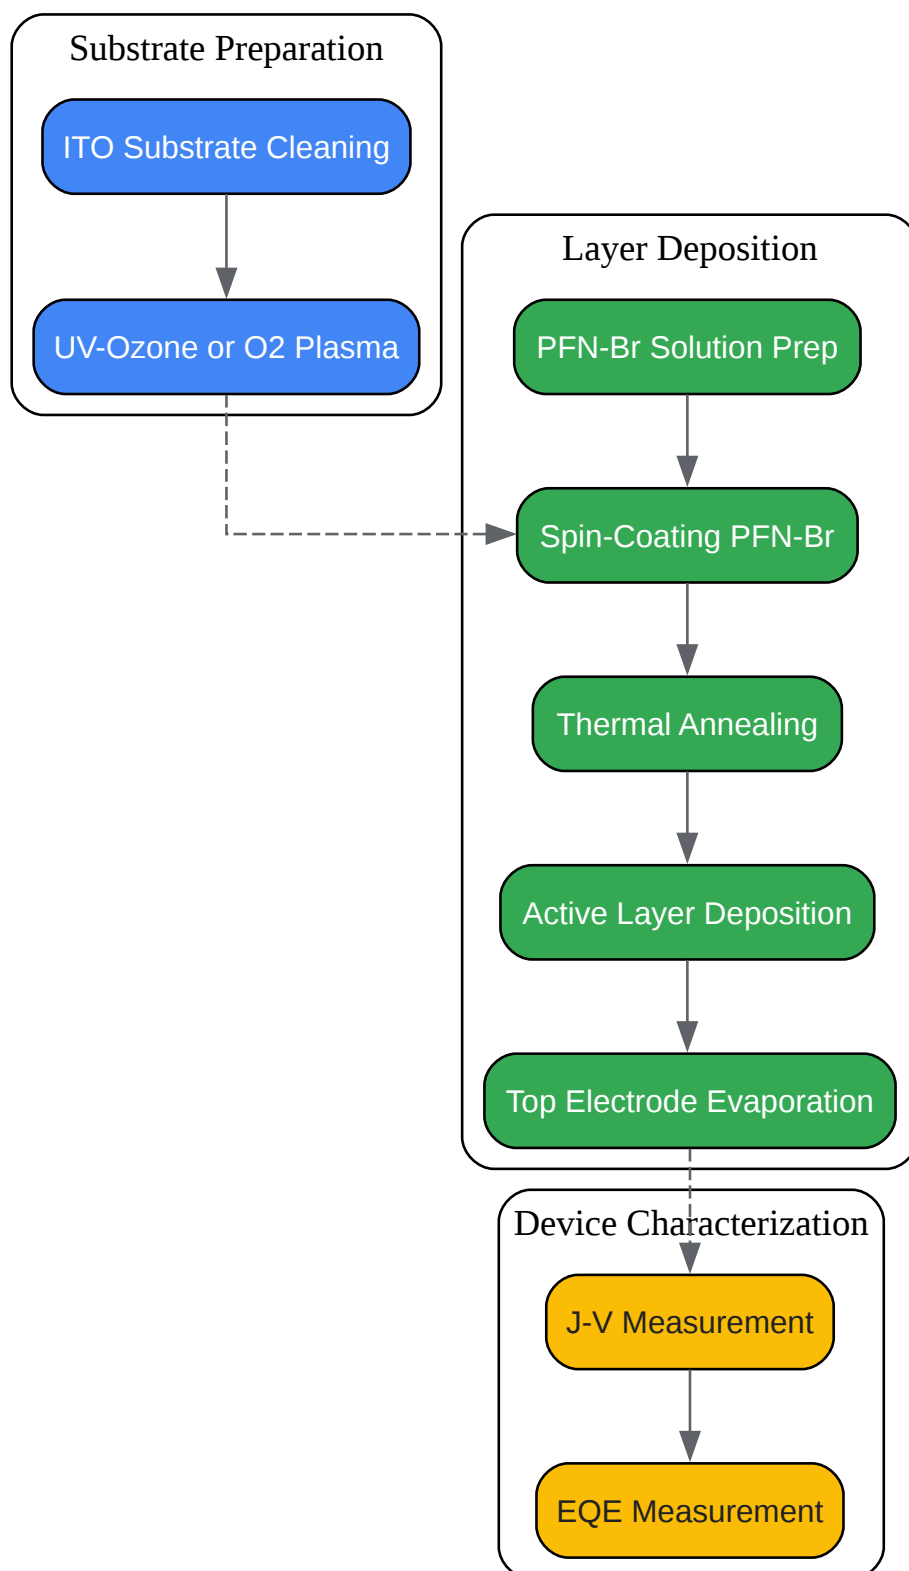 Substrate Preparation
ITO Substrate Cleaning
UV-Ozone or O2 Plasma
Layer Deposition
PFN-Br Solution Prep
Spin-Coating PFN-Br
Thermal Annealing
Active Layer Deposition
Top Electrode Evaporation
Device Characterization
J-V Measurement
EQE Measurement